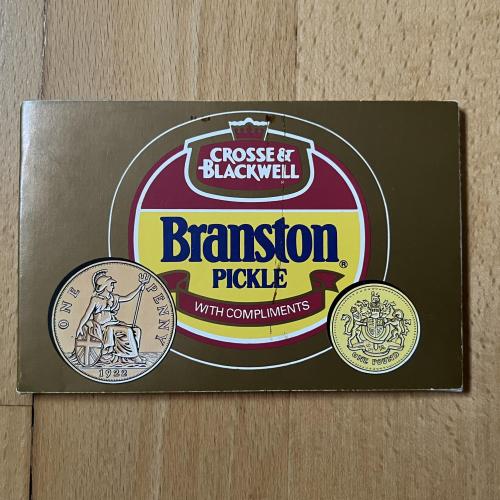 CROSSE &
BLACKWELL
Branston®
PICKLE
WITH COMPLIMENTS
ONE PENNY
1922
ONE POUND